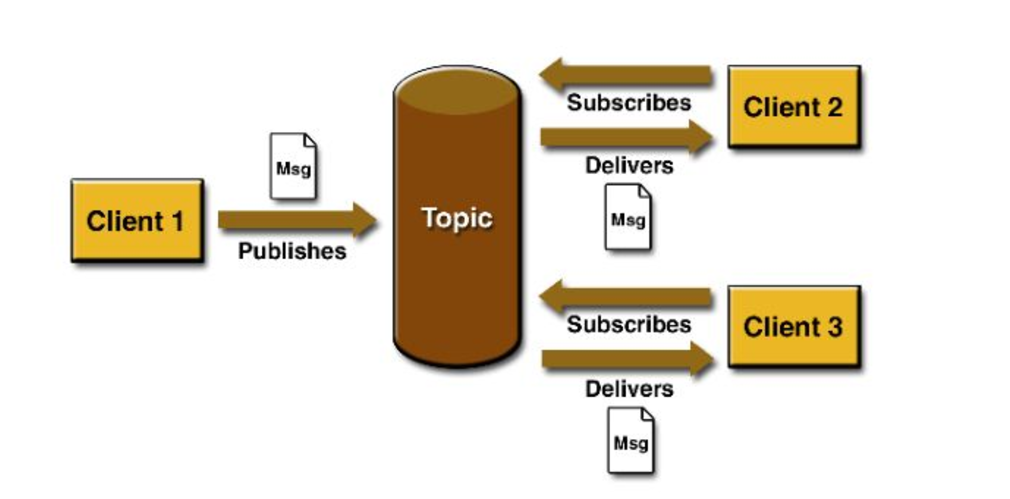 Client 1
Msg
Publishes
Topic
Subscribes
Client 2
Delivers
Msg
Subscribes
Client 3
Delivers
Msg